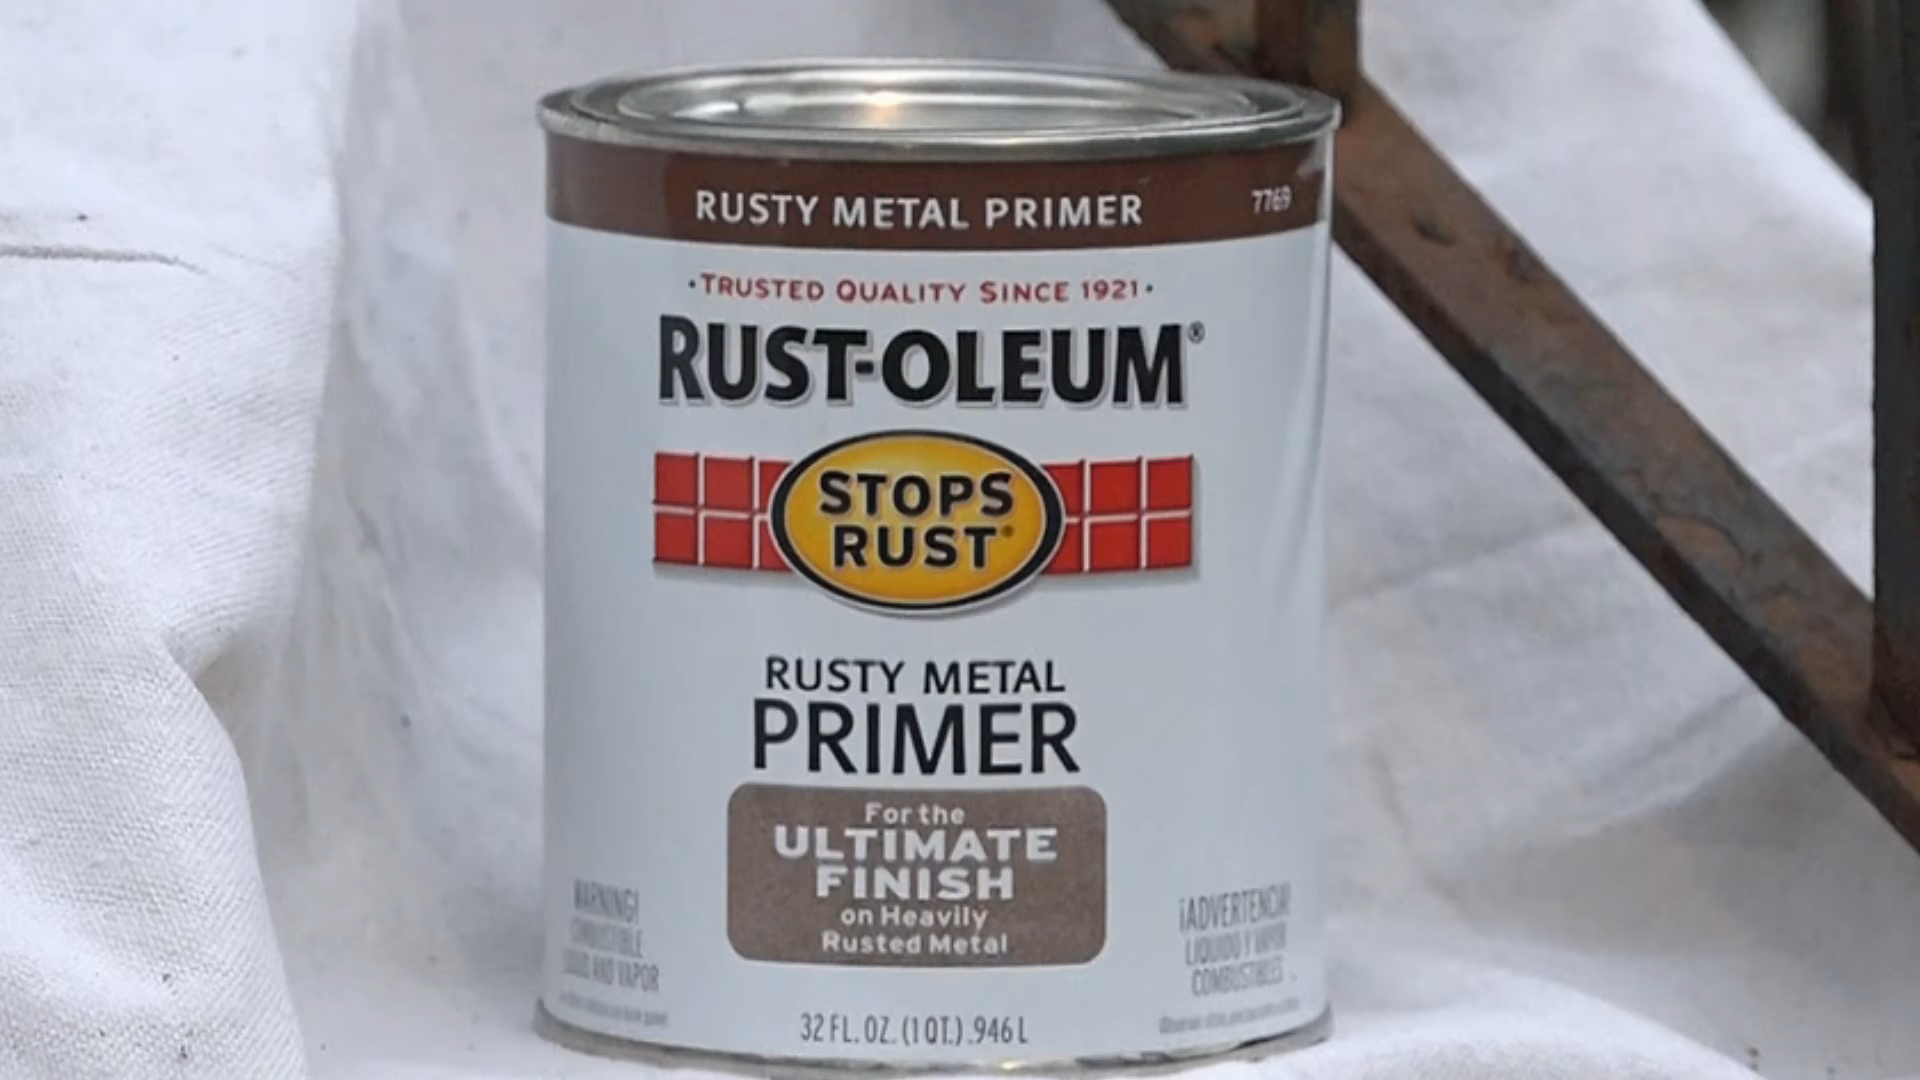 RUSTY METAL PRIMER 7769
·TRUSTED QUALITY SINCE 1921·
RUST-OLEUM®
STOPS
RUST®
RUSTY METAL
PRIMER
For the
ULTIMATE
FINISH
on Heavily
Rusted Metal
WARNING!
COMBUSTIBLE
LIQUID AND VAPOR
¡ADVERTENCIA!
LIQUIDO Y VAPOR
COMBUSTIBLES
32 FL. OZ. (1 QT.) .946 L